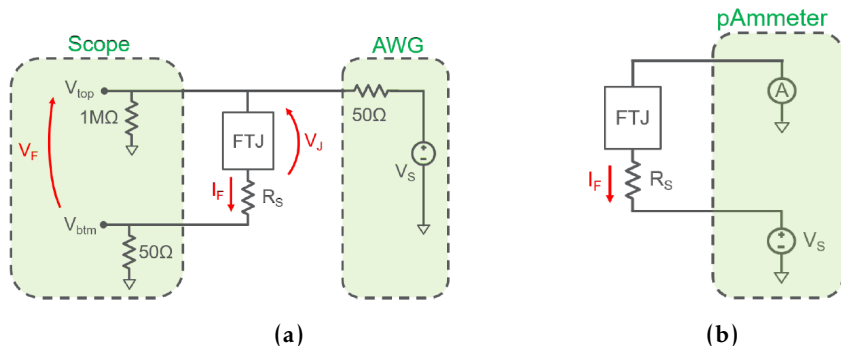 Scope
AWG
pAmmeter
V_top
1MΩ
50Ω
A
FTJ
FTJ
V_F
V_J
V_S
I_F
R_S
I_F
R_S
V_btm
50Ω
V_S
(a)
(b)